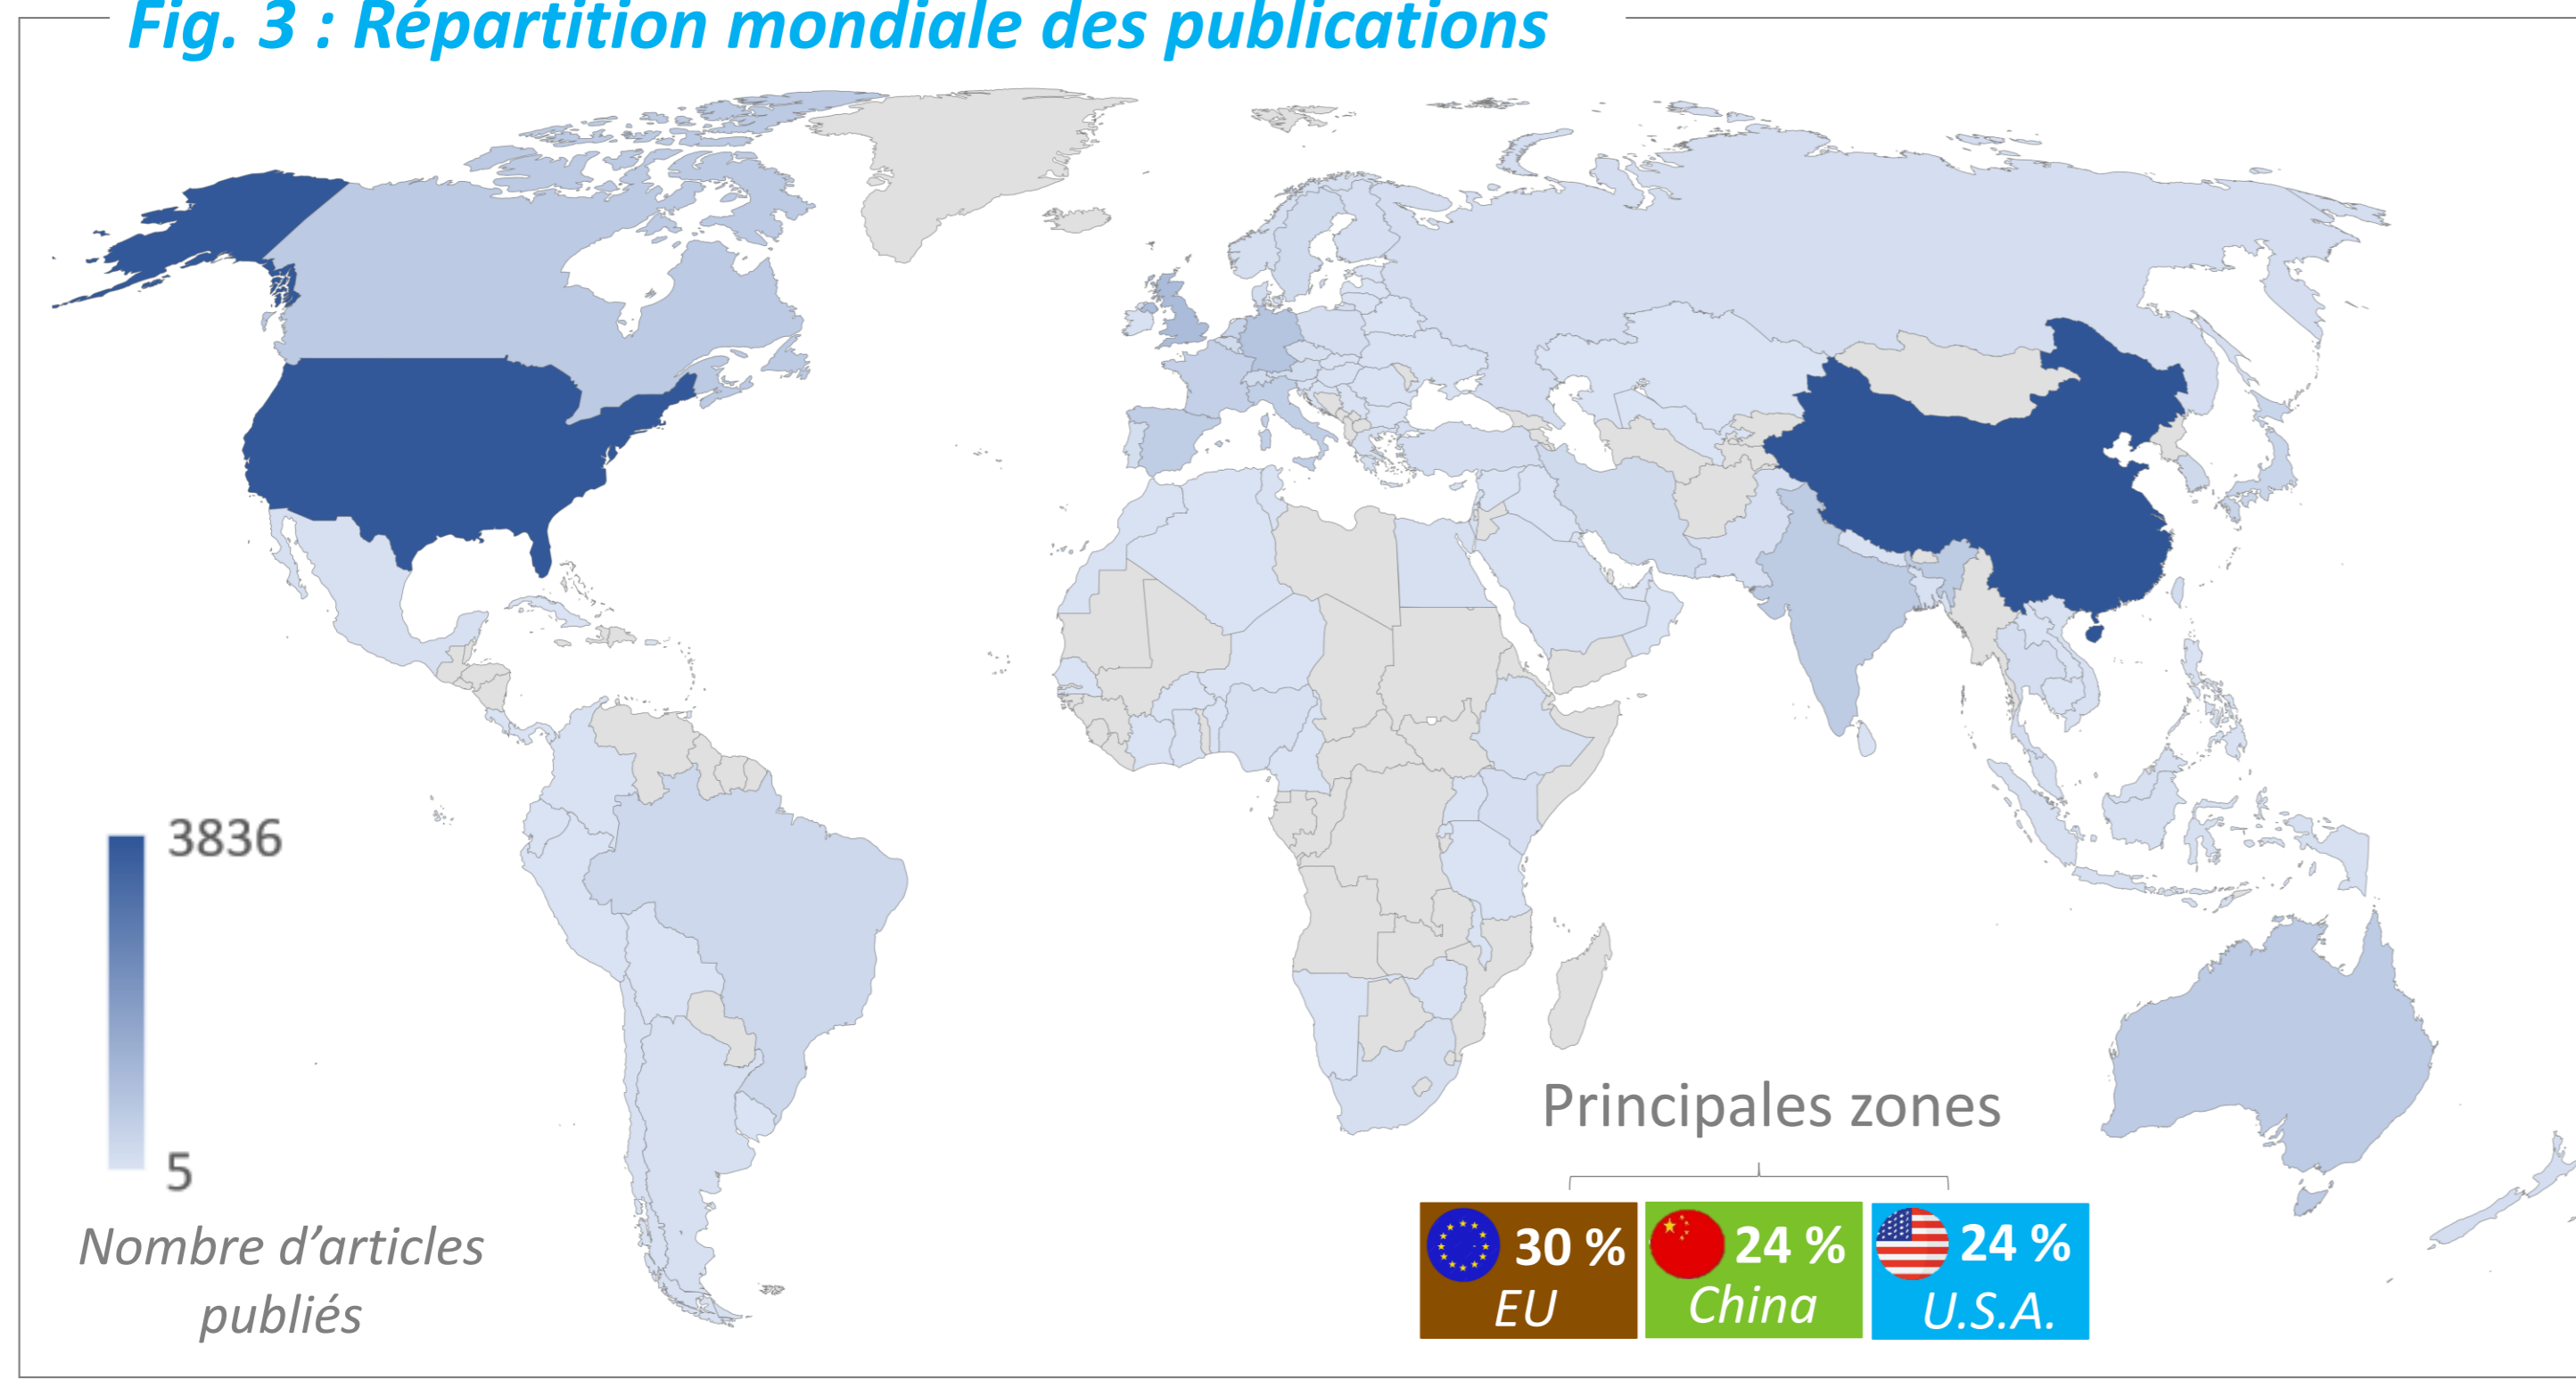 Fig. 3 : Répartition mondiale des publications
3836
5
Nombre d’articles
publiés
Principales zones
30 %
EU
24 %
China
24 %
U.S.A.